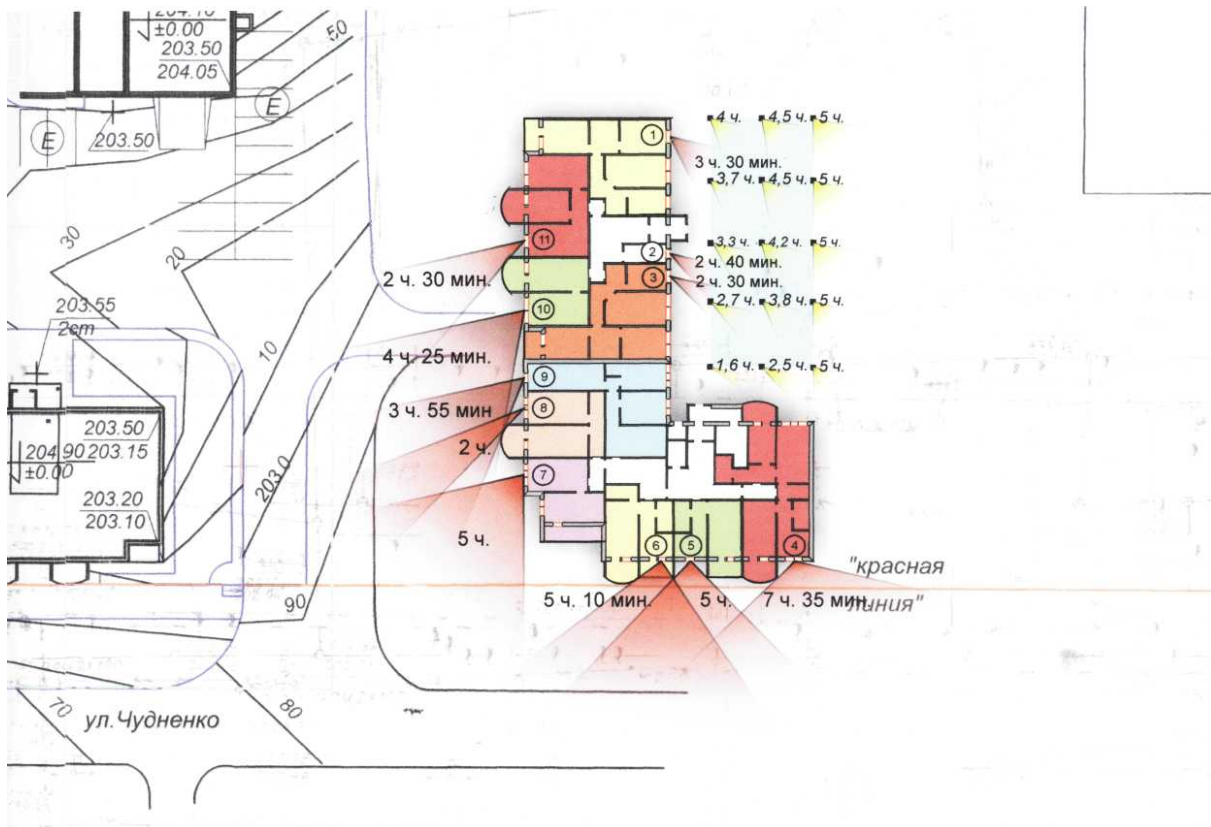 204.10
±0.00
203.50
204.05
50
E
E
203.50
1
4 ч. 4,5 ч. 5 ч.
3 ч. 30 мин.
3,7 ч. 4,5 ч. 5 ч.
30
20
11
2
3,3 ч. 4,2 ч. 5 ч.
2 ч. 40 мин.
2 ч. 30 мин.
3
2 ч. 30 мин.
2,7 ч. 3,8 ч. 5 ч.
203.55
2ст
10
10
4 ч. 25 мин.
1,6 ч. 2,5 ч. 5 ч.
9
3 ч. 55 мин
8
203.50
203.15
204.90
±0.00
2 ч.
7
203.0
203.20
203.10
5 ч.
6
5
4
"красная
линия"
5 ч. 10 мин.
5 ч.
7 ч. 35 мин.
90
70
ул.Чудненко
80